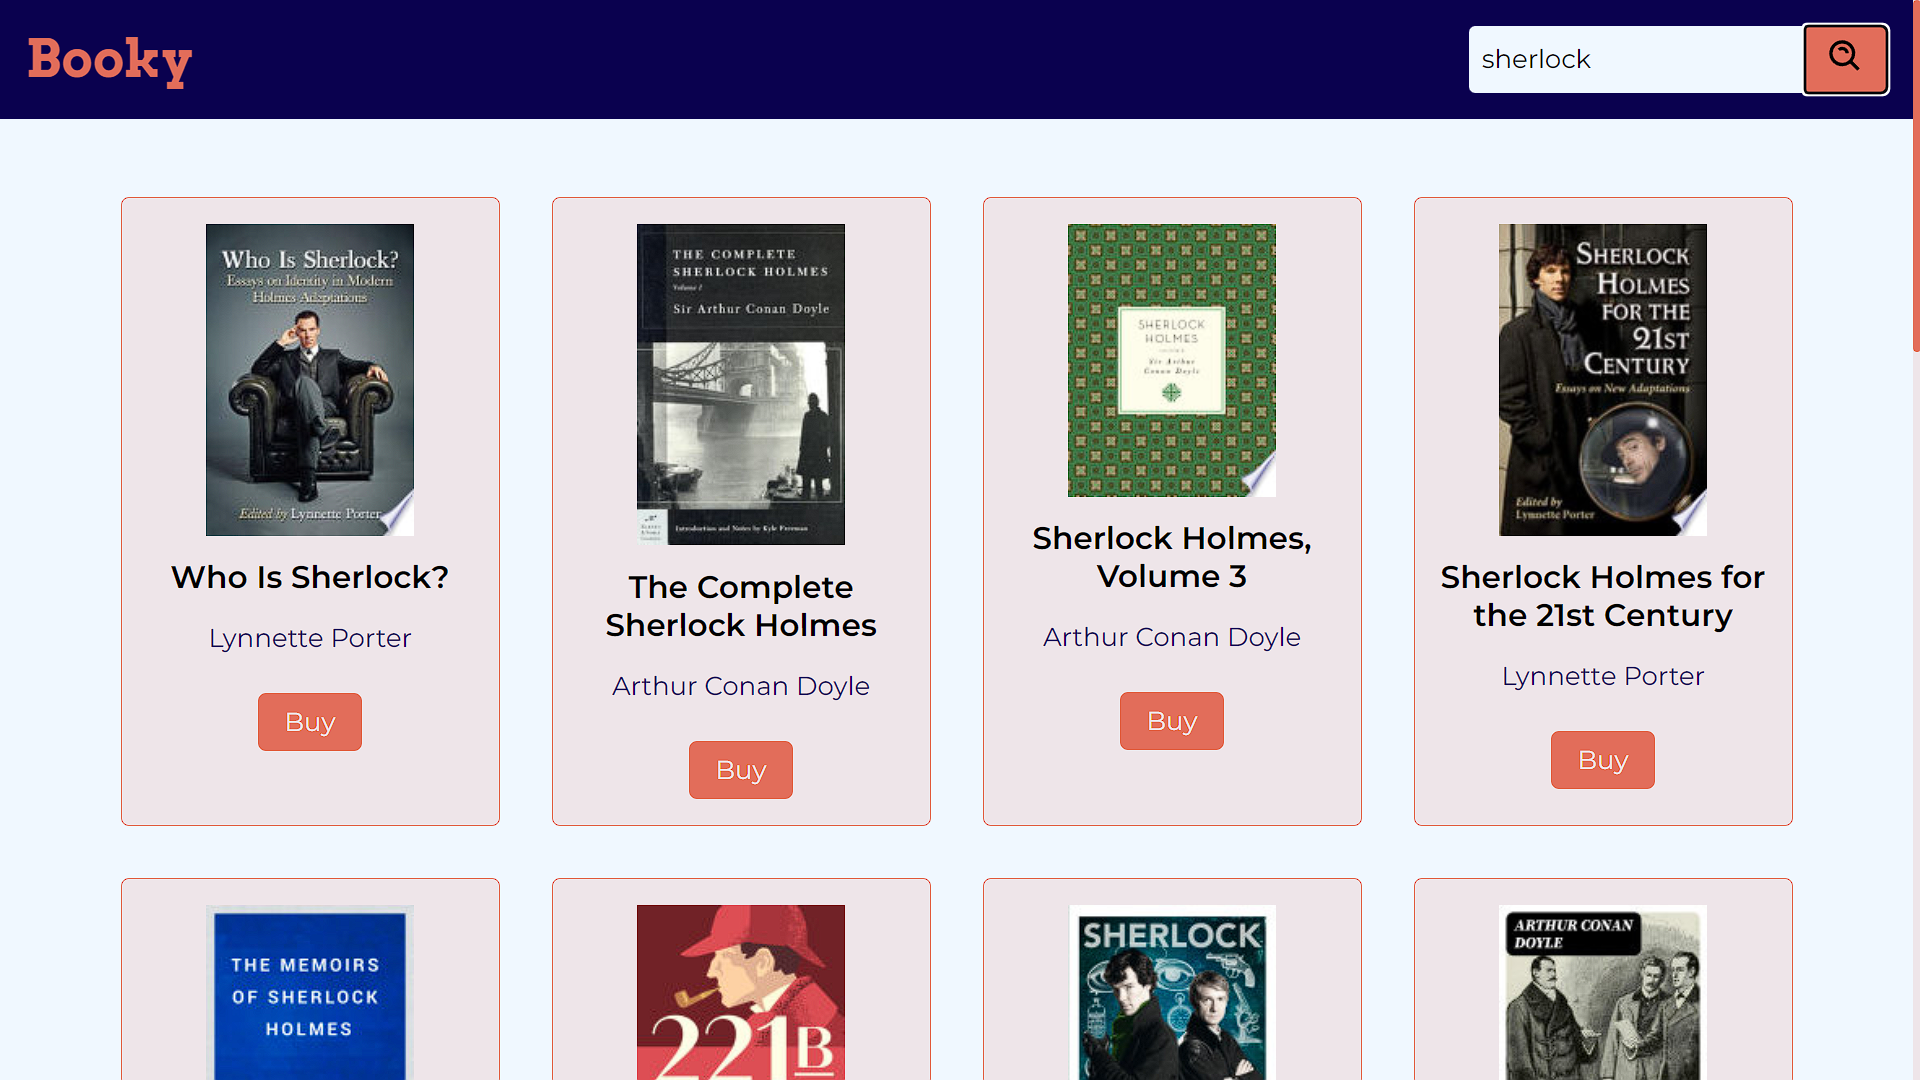 Booky
sherlock
Who Is Sherlock?
Essays on Identity in Modern
Holmes Adaptations
Edited by Lynnette Porter
Who Is Sherlock?
Lynnette Porter
Buy
THE COMPLETE
SHERLOCK HOLMES
Volume I
Sir Arthur Conan Doyle
Introduction and Notes by Kyle Freeman
The Complete
Sherlock Holmes
Arthur Conan Doyle
Buy
SHERLOCK
HOLMES
Sir Arthur
Conan Doyle
Sherlock Holmes,
Volume 3
Arthur Conan Doyle
Buy
SHERLOCK
HOLMES
FOR THE
21ST
CENTURY
Essays on New Adaptations
Edited by
Lynnette Porter
Sherlock Holmes for
the 21st Century
Lynnette Porter
Buy
THE MEMOIRS
OF SHERLOCK
HOLMES
221B
SHERLOCK
ARTHUR CONAN
DOYLE